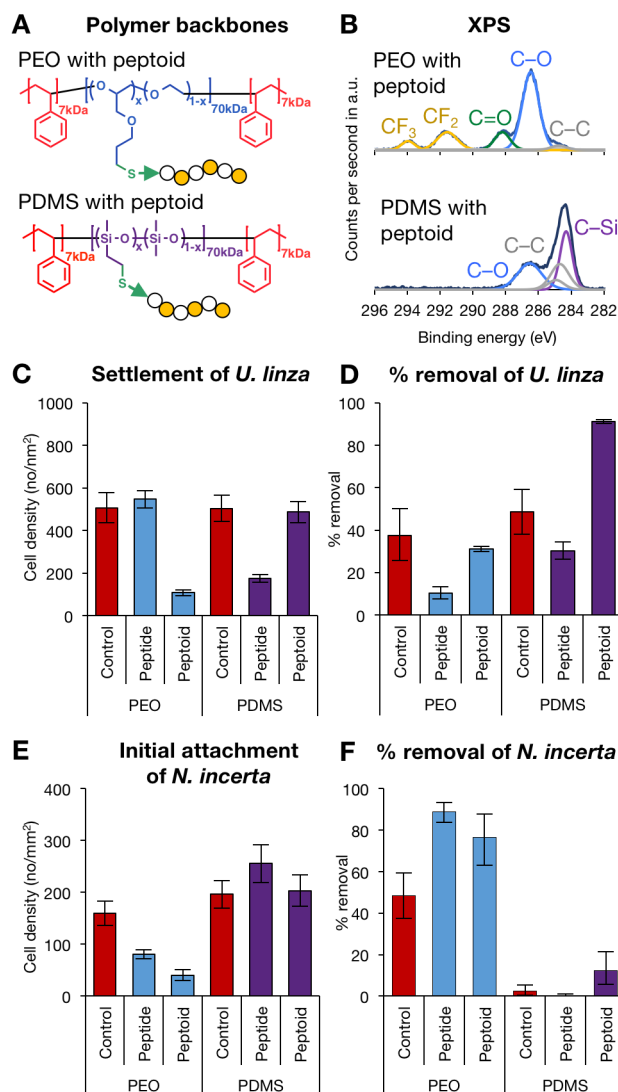 A Polymer backbones
PEO with peptoid
O
x
O
1-x
70kDa
7kDa
7kDa
O
S
PDMS with peptoid
Si-O
x
Si-O
1-x
70kDa
7kDa
7kDa
S
B XPS
PEO with
peptoid
C–O
CF3
CF2
C=O
C–C
PDMS with
peptoid
C–Si
C–C
C–O
Counts per second in a.u.
296 294 292 290 288 286 284 282
Binding energy (eV)
C Settlement of U. linza
Cell density (no/nm²)
1000
800
600
400
200
0
Control
Peptide
Peptoid
Control
Peptide
Peptoid
PEO
PDMS
D % removal of U. linza
% removal
100
80
60
40
20
0
Control
Peptide
Peptoid
Control
Peptide
Peptoid
PEO
PDMS
E Initial attachment
of N. incerta
Cell density (no/mm²)
400
300
200
100
0
Control
Peptide
Peptoid
Control
Peptide
Peptoid
PEO
PDMS
F % removal of N. incerta
% removal
100
80
60
40
20
0
Control
Peptide
Peptoid
Control
Peptide
Peptoid
PEO
PDMS